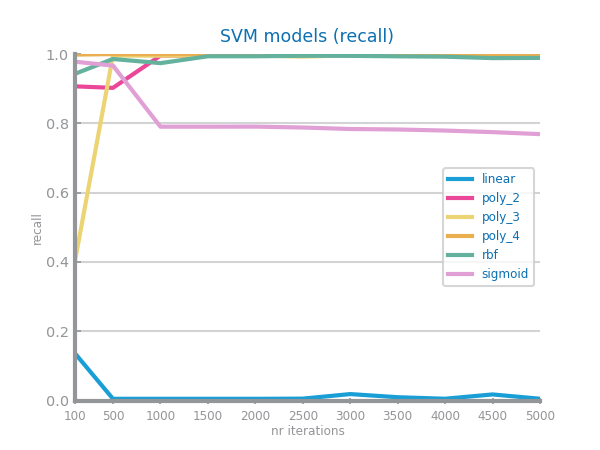 SVM models (recall)
1.0
0.8
0.6
0.4
0.2
0.0
recall
linear
poly_2
poly_3
poly_4
rbf
sigmoid
100 500 1000 1500 2000 2500 3000 3500 4000 4500 5000
nr iterations